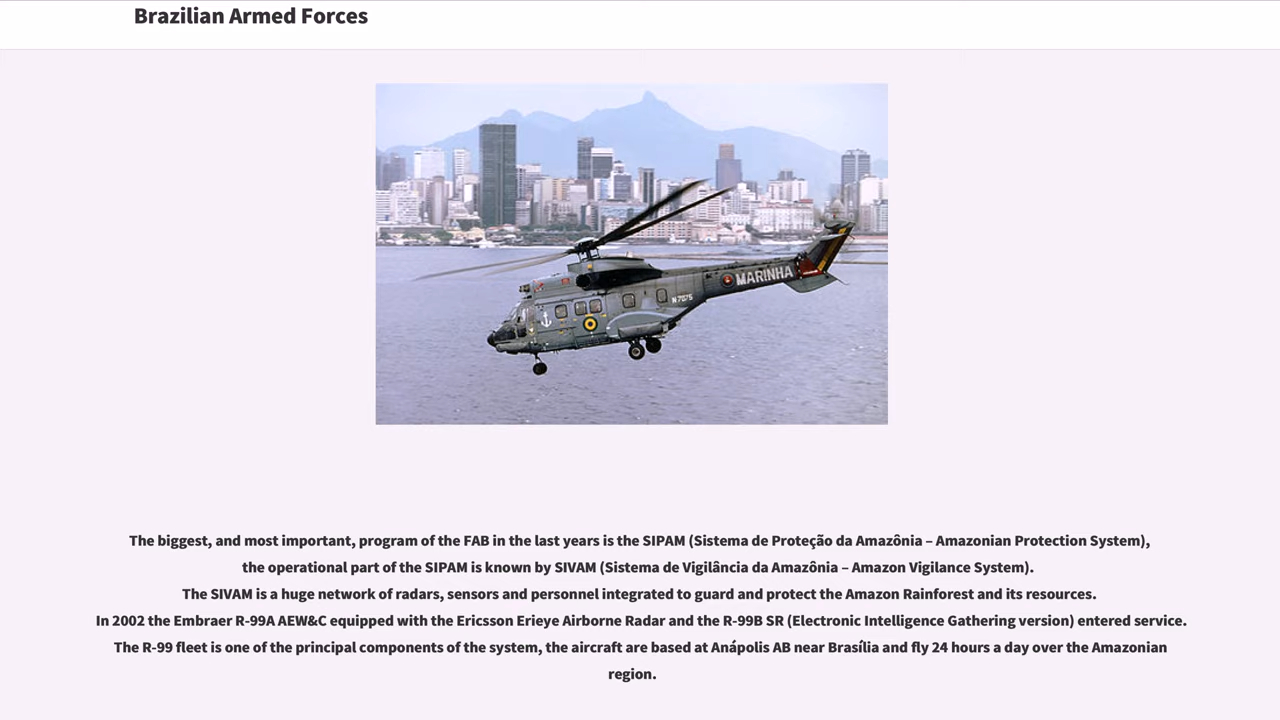 Brazilian Armed Forces
MARINHA
N 7075
The biggest, and most important, program of the FAB in the last years is the SIPAM (Sistema de Proteção da Amazônia – Amazonian Protection System),
the operational part of the SIPAM is known by SIVAM (Sistema de Vigilância da Amazônia – Amazon Vigilance System).
The SIVAM is a huge network of radars, sensors and personnel integrated to guard and protect the Amazon Rainforest and its resources.
In 2002 the Embraer R-99A AEW&C equipped with the Ericsson Erieye Airborne Radar and the R-99B SR (Electronic Intelligence Gathering version) entered service.
The R-99 fleet is one of the principal components of the system, the aircraft are based at Anápolis AB near Brasília and fly 24 hours a day over the Amazonian
region.